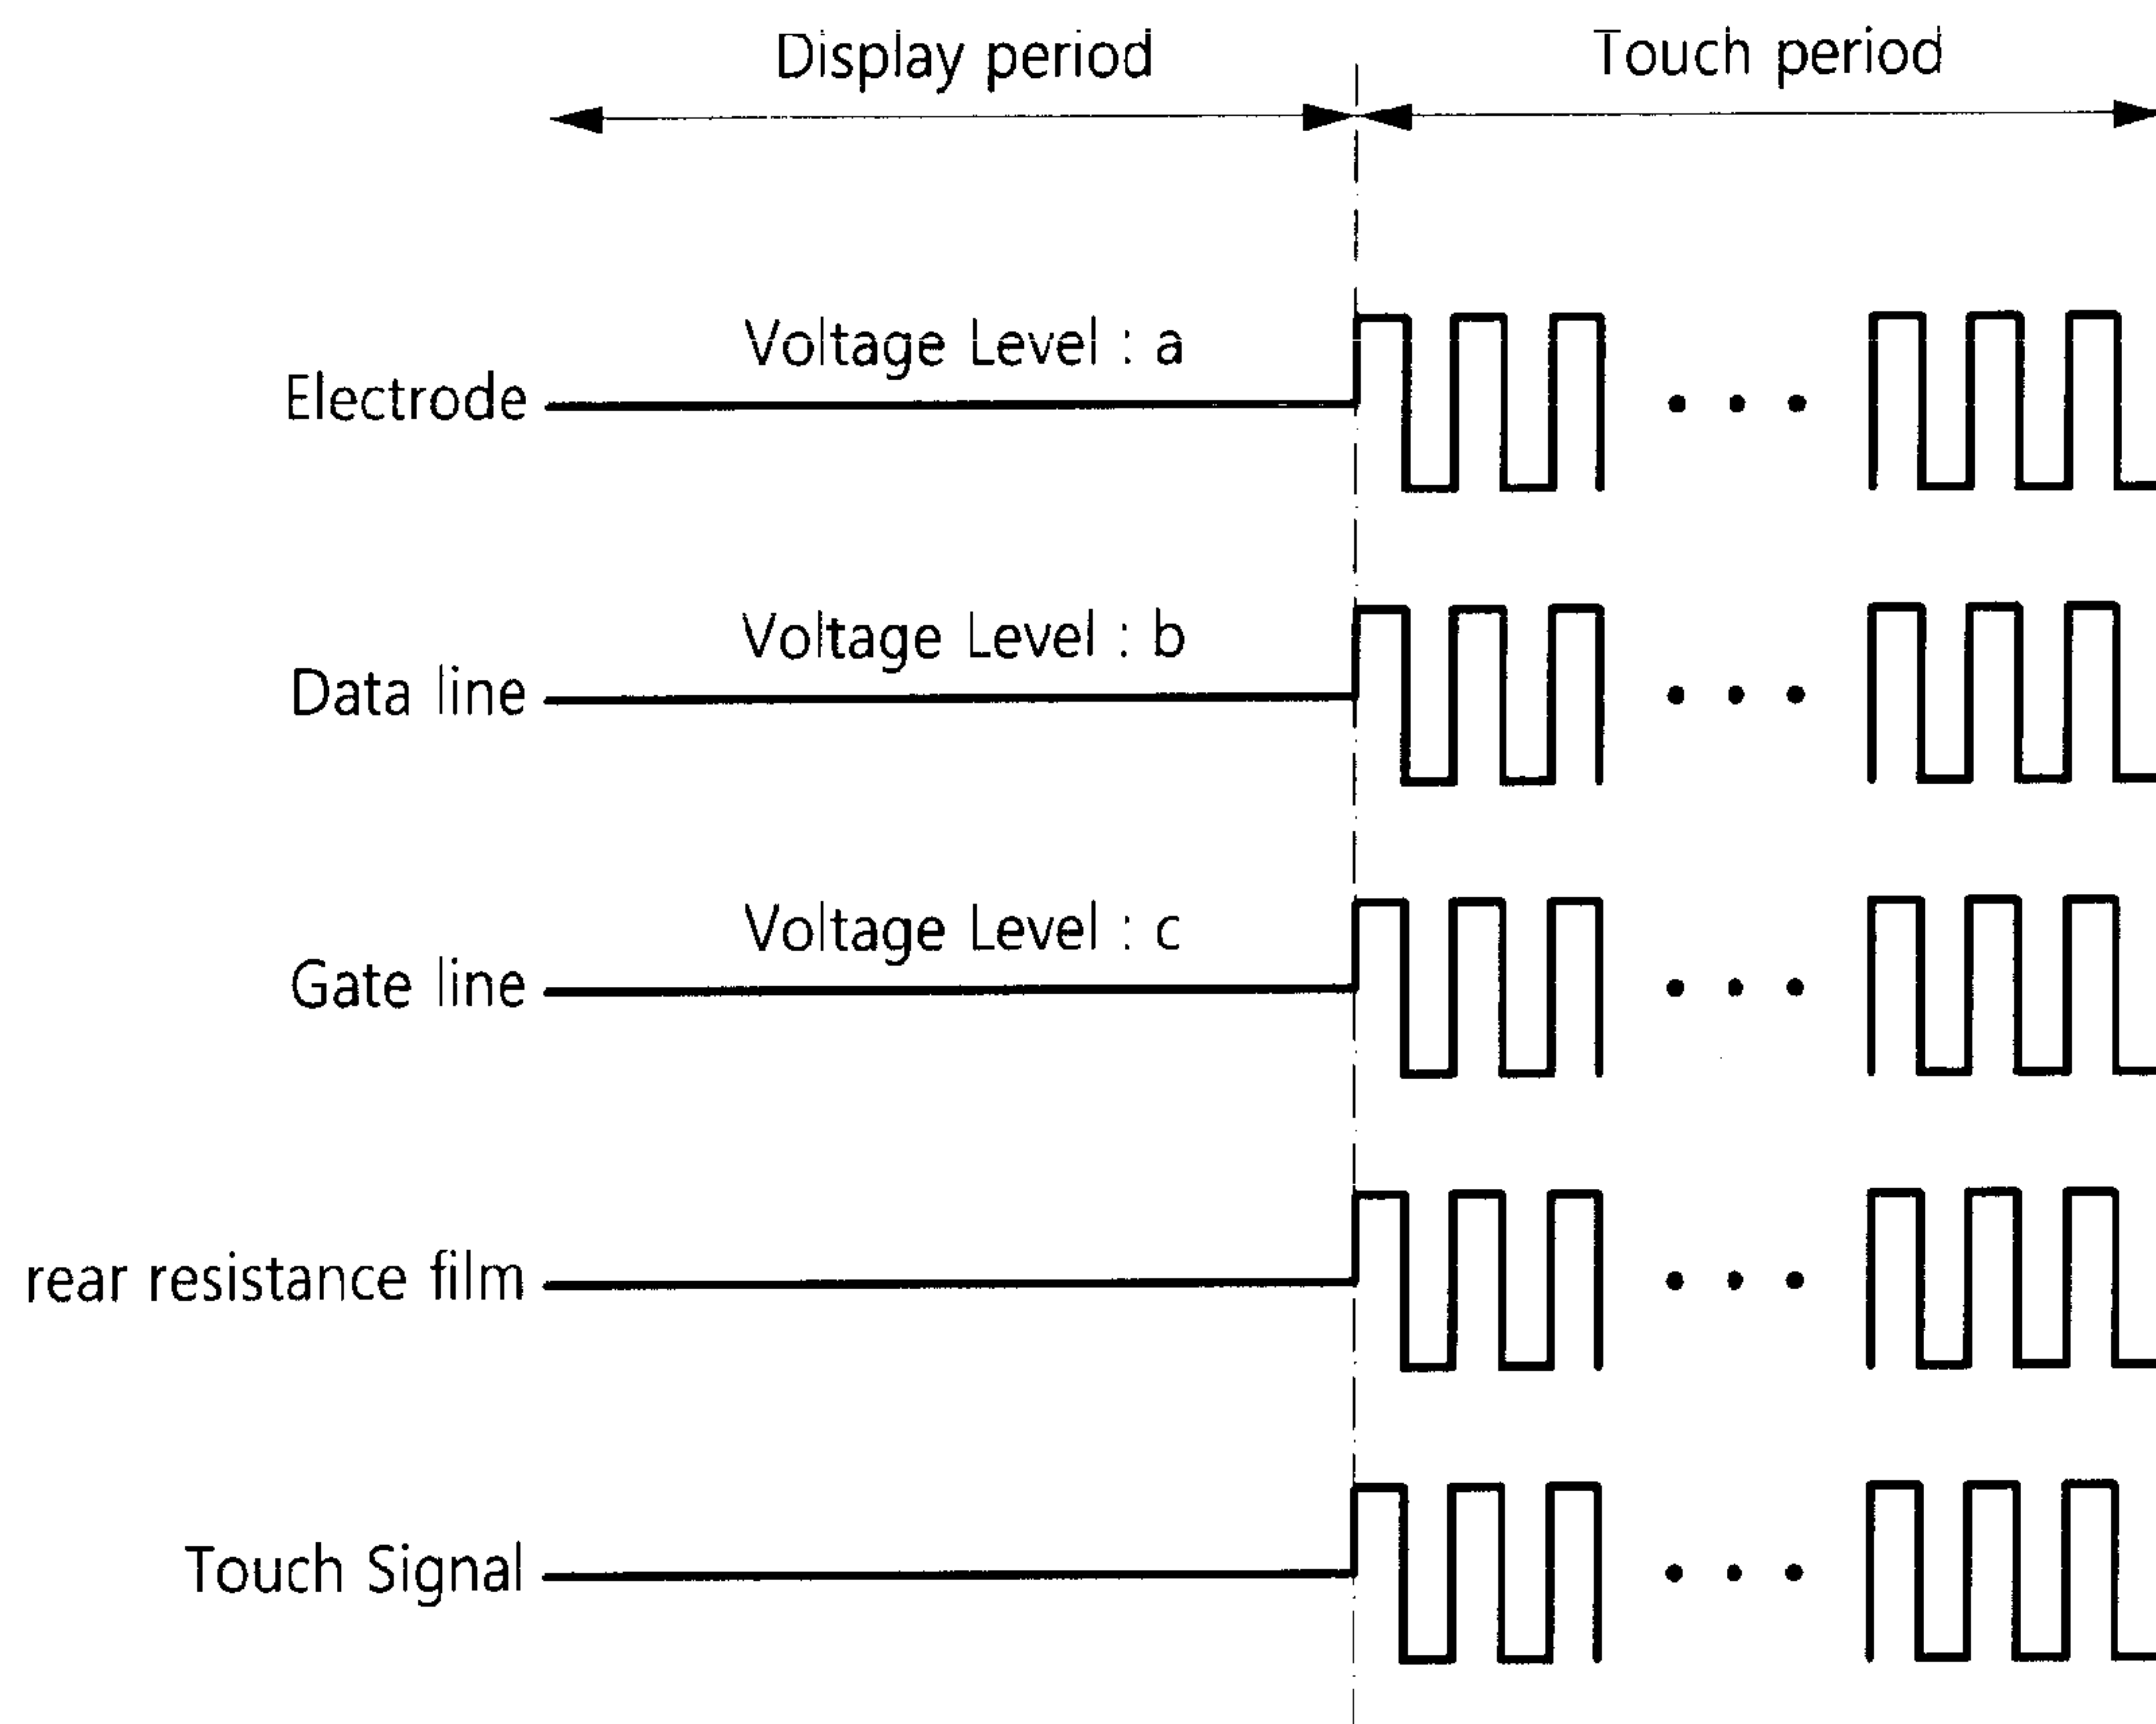 Display period
Touch period
Voltage Level : a
Electrode
Voltage Level : b
Data line
Voltage Level : c
Gate line
rear resistance film
Touch Signal